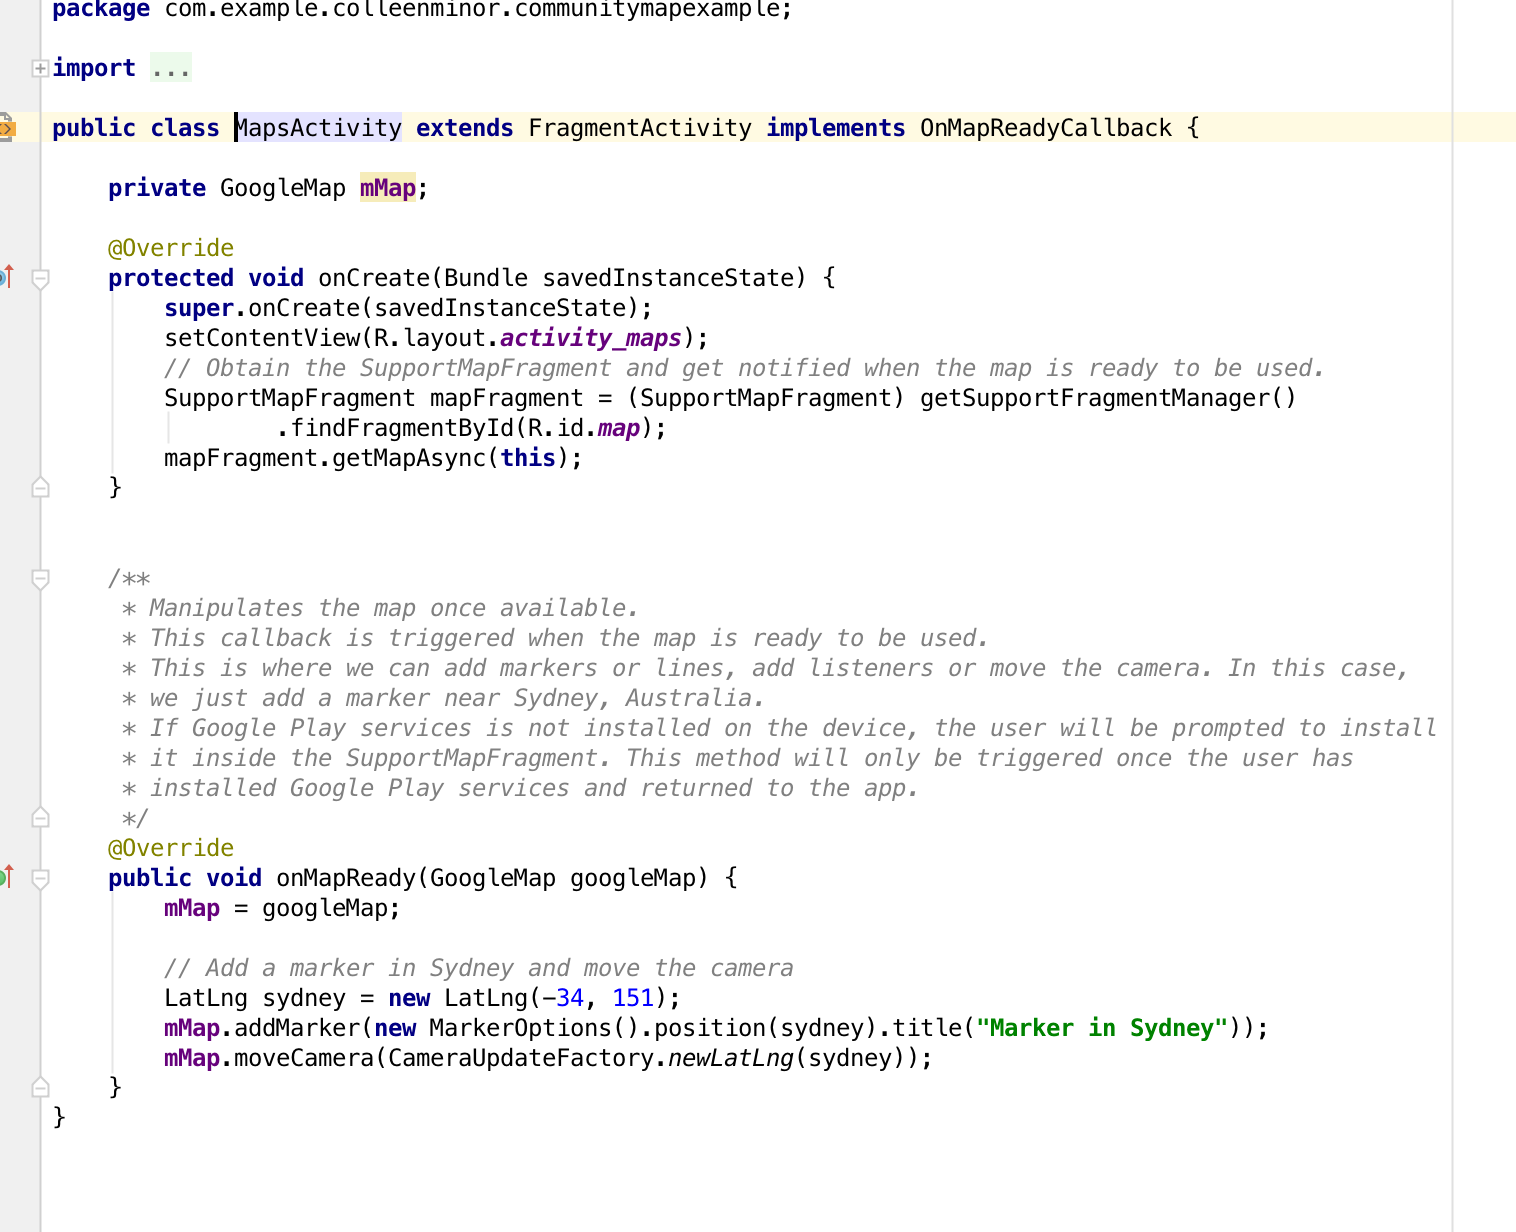 package com.example.colleenminor.communitymapexample;
import ...
public class MapsActivity extends FragmentActivity implements OnMapReadyCallback {
private GoogleMap mMap;
@Override
protected void onCreate(Bundle savedInstanceState) {
super.onCreate(savedInstanceState);
setContentView(R.layout.activity_maps);
// Obtain the SupportMapFragment and get notified when the map is ready to be used.
SupportMapFragment mapFragment = (SupportMapFragment) getSupportFragmentManager()
.findFragmentById(R.id.map);
mapFragment.getMapAsync(this);
}
/**
* Manipulates the map once available.
* This callback is triggered when the map is ready to be used.
* This is where we can add markers or lines, add listeners or move the camera. In this case,
* we just add a marker near Sydney, Australia.
* If Google Play services is not installed on the device, the user will be prompted to install
* it inside the SupportMapFragment. This method will only be triggered once the user has
* installed Google Play services and returned to the app.
*/
@Override
public void onMapReady(GoogleMap googleMap) {
mMap = googleMap;
// Add a marker in Sydney and move the camera
LatLng sydney = new LatLng(-34, 151);
mMap.addMarker(new MarkerOptions().position(sydney).title("Marker in Sydney"));
mMap.moveCamera(CameraUpdateFactory.newLatLng(sydney));
}
}